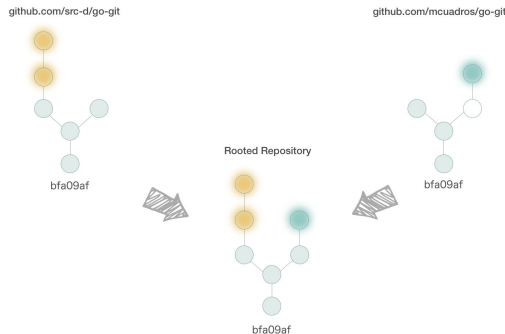 github.com/src-d/go-git
github.com/mcuadros/go-git
bfa09af
bfa09af
Rooted Repository
bfa09af